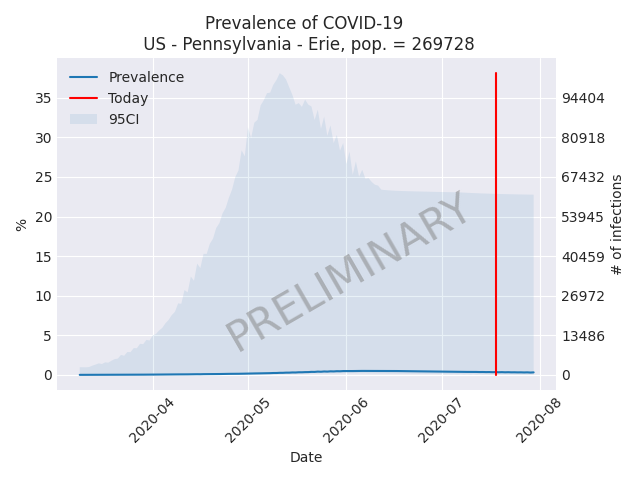 Prevalence of COVID-19
US - Pennsylvania - Erie, pop. = 269728
Prevalence
Today
95CI
35
30
25
20
15
10
5
0
%
94404
80918
67432
53945
40459
26972
13486
0
# of infections
PRELIMINARY
2020-04
2020-05
2020-06
2020-07
2020-08
Date